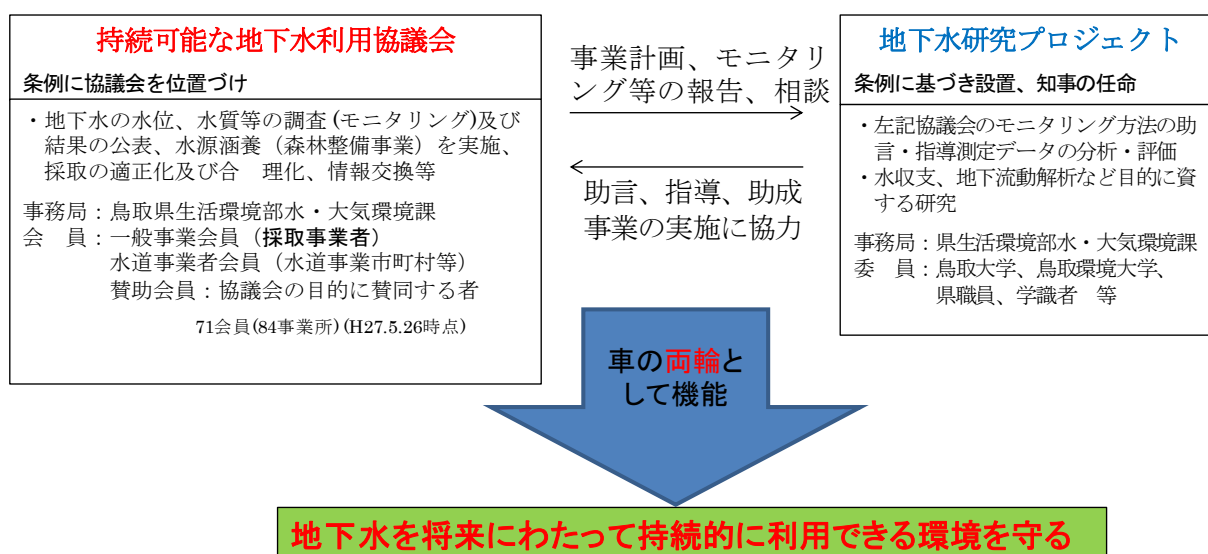 持続可能な地下水利用協議会
条例に協議会を位置づけ
・地下水の水位、水質等の調査(モニタリング)及び
結果の公表、水源涵養（森林整備事業）を実施、
採取の適正化及び合　理化、情報交換等
事務局：鳥取県生活環境部水・大気環境課
会　員：一般事業会員（採取事業者）
水道事業者会員（水道事業市町村等）
賛助会員：協議会の目的に賛同する者
71会員(84事業所)(H27.5.26時点)
事業計画、モニタリ
ング等の報告、相談
助言、指導、助成
事業の実施に協力
地下水研究プロジェクト
条例に基づき設置、知事の任命
・左記協議会のモニタリング方法の助
言・指導測定データの分析・評価
・水収支、地下流動解析など目的に資
する研究
事務局：県生活環境部水・大気環境課
委　員：鳥取大学、鳥取環境大学、
県職員、学識者　等
車の両輪と
して機能
地下水を将来にわたって持続的に利用できる環境を守る